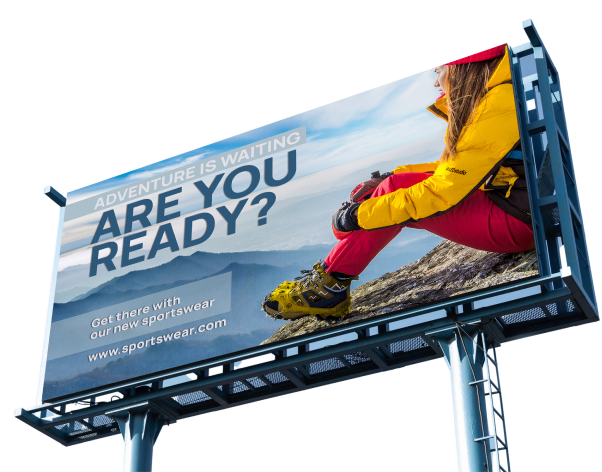 ADVENTURE IS WAITING
ARE YOU
READY?
Get there with
our new sportswear
www.sportswear.com